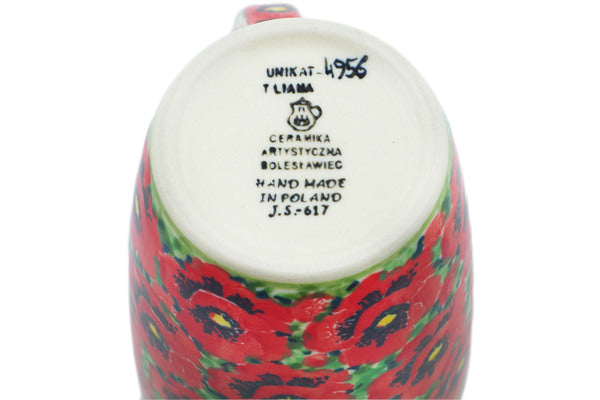 UNIKAT-4956
T LIANA
CERAMIKA
ARTYSTYCZNA
BOLESŁAWIEC
HAND MADE
IN POLAND
J.S.-617